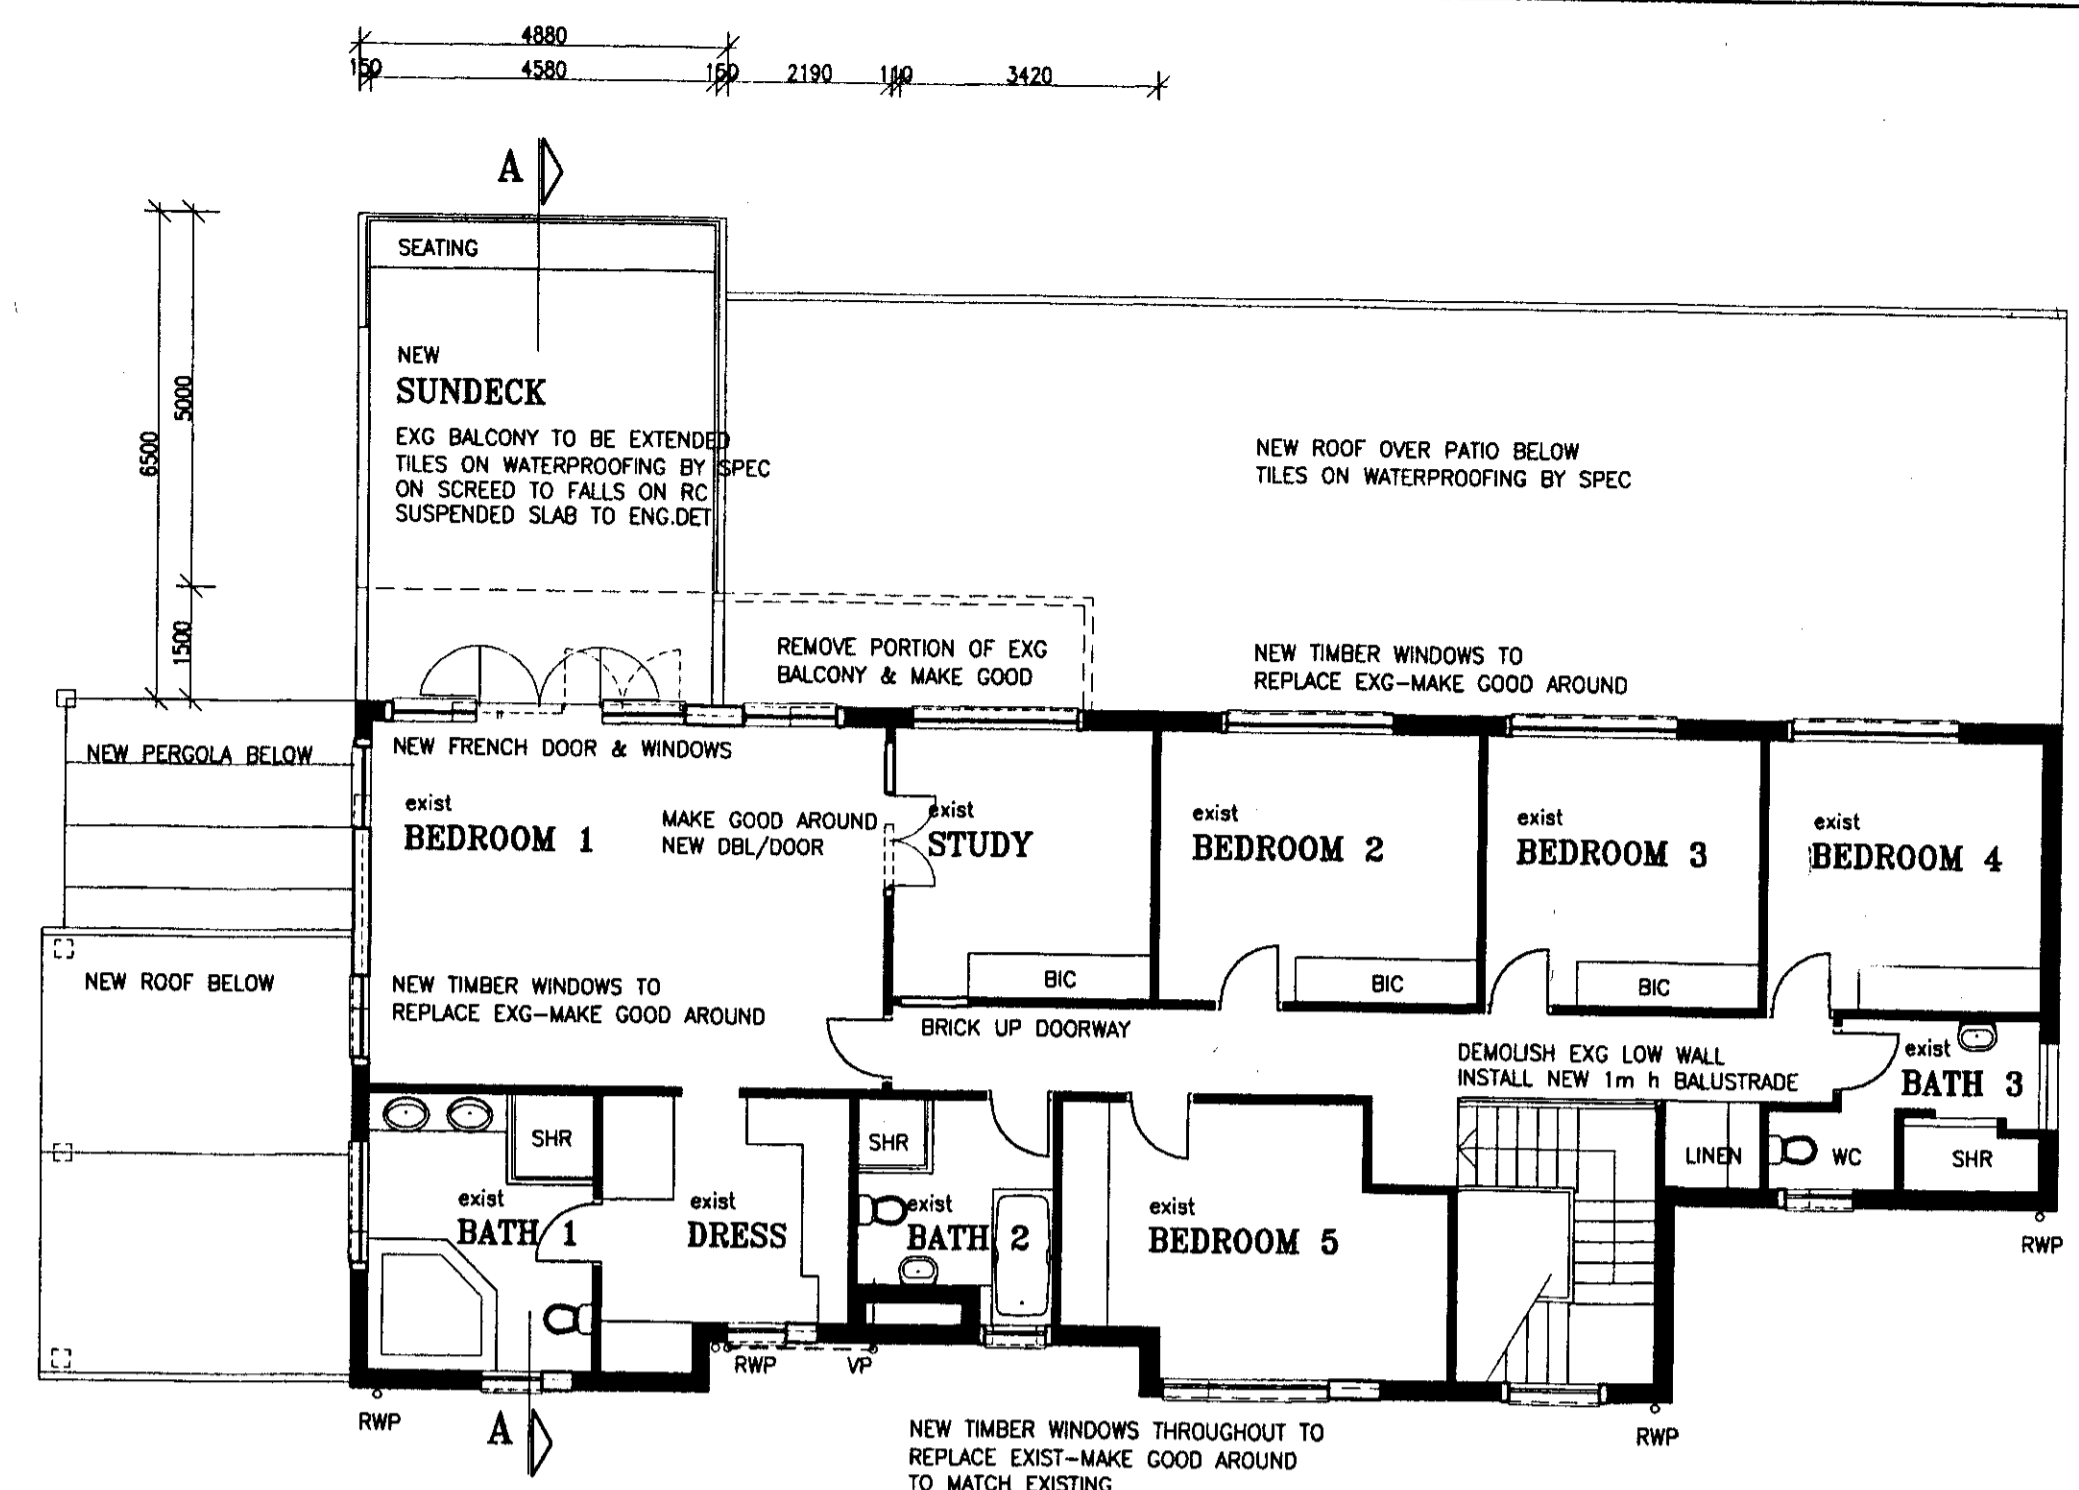 4880
150 4580 150 2190 110 3420
A
SEATING
NEW
SUNDECK
EXG BALCONY TO BE EXTENDED
TILES ON WATERPROOFING BY SPEC
ON SCREED TO FALLS ON RC
SUSPENDED SLAB TO ENG.DET
6500
5000
1500
NEW ROOF OVER PATIO BELOW
TILES ON WATERPROOFING BY SPEC
REMOVE PORTION OF EXG
BALCONY & MAKE GOOD
NEW TIMBER WINDOWS TO
REPLACE EXG-MAKE GOOD AROUND
NEW PERGOLA BELOW
NEW FRENCH DOOR & WINDOWS
exist
BEDROOM 1
MAKE GOOD AROUND
NEW DBL/DOOR
exist
STUDY
exist
BEDROOM 2
exist
BEDROOM 3
exist
BEDROOM 4
NEW ROOF BELOW
NEW TIMBER WINDOWS TO
REPLACE EXG-MAKE GOOD AROUND
BIC
BIC
BIC
BRICK UP DOORWAY
DEMOLISH EXG LOW WALL
INSTALL NEW 1m h BALUSTRADE
exist
BATH 3
SHR
SHR
LINEN
WC
SHR
exist
BATH 1
exist
DRESS
exist
BATH 2
exist
BEDROOM 5
RWP
RWP
VP
RWP
A
RWP
NEW TIMBER WINDOWS THROUGHOUT TO
REPLACE EXIST-MAKE GOOD AROUND
TO MATCH EXISTING